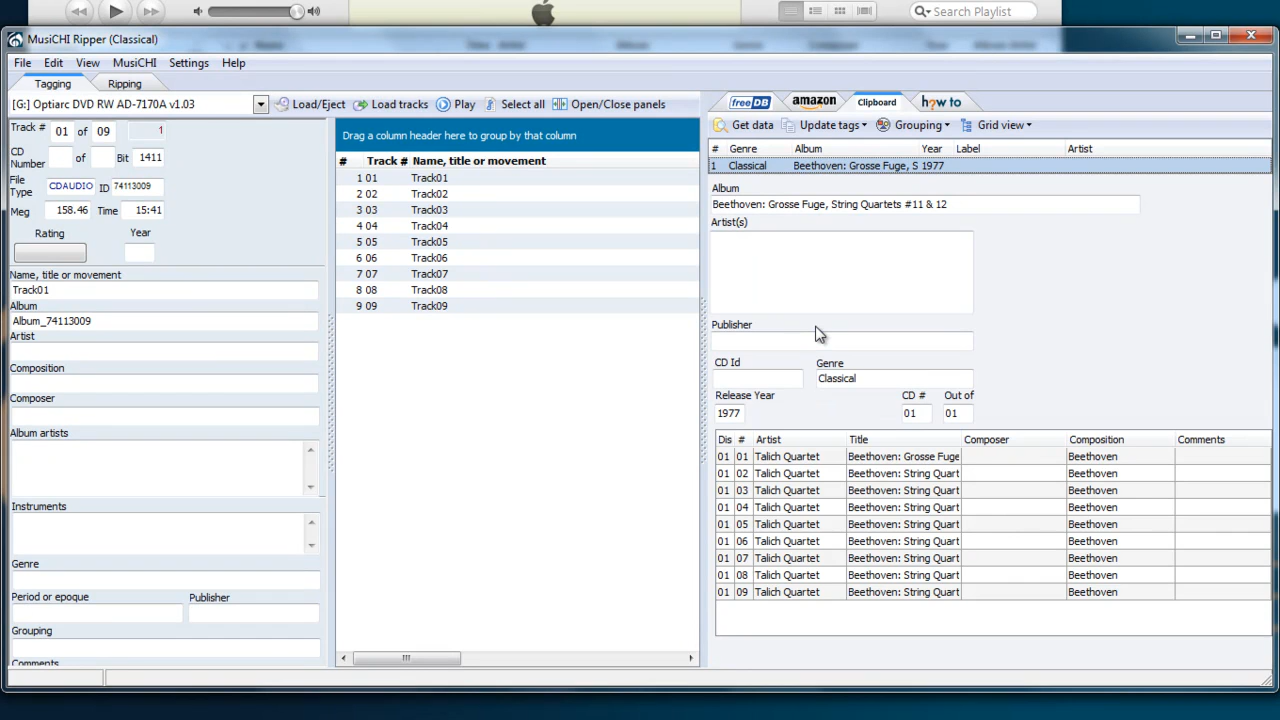 Search Playlist
MusiCHI Ripper (Classical)
File Edit View MusiCHI Settings Help
Tagging Ripping
[G:] Optiarc DVD RW AD-7170A v1.03 Load/Eject Load tracks Play Select all Open/Close panels
freeDB amazon Clipboard how to
Get data Update tags Grouping Grid view
Track # 01 of 09 1
CD Number of Bit 1411
File Type CDAUDIO ID 74113009
Meg 158.46 Time 15:41
Rating Year
Name, title or movement
Track01
Album
Album_74113009
Artist
Composition
Composer
Album artists
Instruments
Genre
Period or epoque Publisher
Grouping
Comments
Drag a column header here to group by that column
# Track # Name, title or movement
1 01 Track01
2 02 Track02
3 03 Track03
4 04 Track04
5 05 Track05
6 06 Track06
7 07 Track07
8 08 Track08
9 09 Track09
# Genre Album Year Label Artist
1 Classical Beethoven: Grosse Fuge, S 1977
Album
Beethoven: Grosse Fuge, String Quartets #11 & 12
Artist(s)
Publisher
CD Id Genre
Classical
Release Year CD # Out of
1977 01 01
Dis # Artist Title Composer Composition Comments
01 01 Talich Quartet Beethoven: Grosse Fuge Beethoven
01 02 Talich Quartet Beethoven: String Quart Beethoven
01 03 Talich Quartet Beethoven: String Quart Beethoven
01 04 Talich Quartet Beethoven: String Quart Beethoven
01 05 Talich Quartet Beethoven: String Quart Beethoven
01 06 Talich Quartet Beethoven: String Quart Beethoven
01 07 Talich Quartet Beethoven: String Quart Beethoven
01 08 Talich Quartet Beethoven: String Quart Beethoven
01 09 Talich Quartet Beethoven: String Quart Beethoven